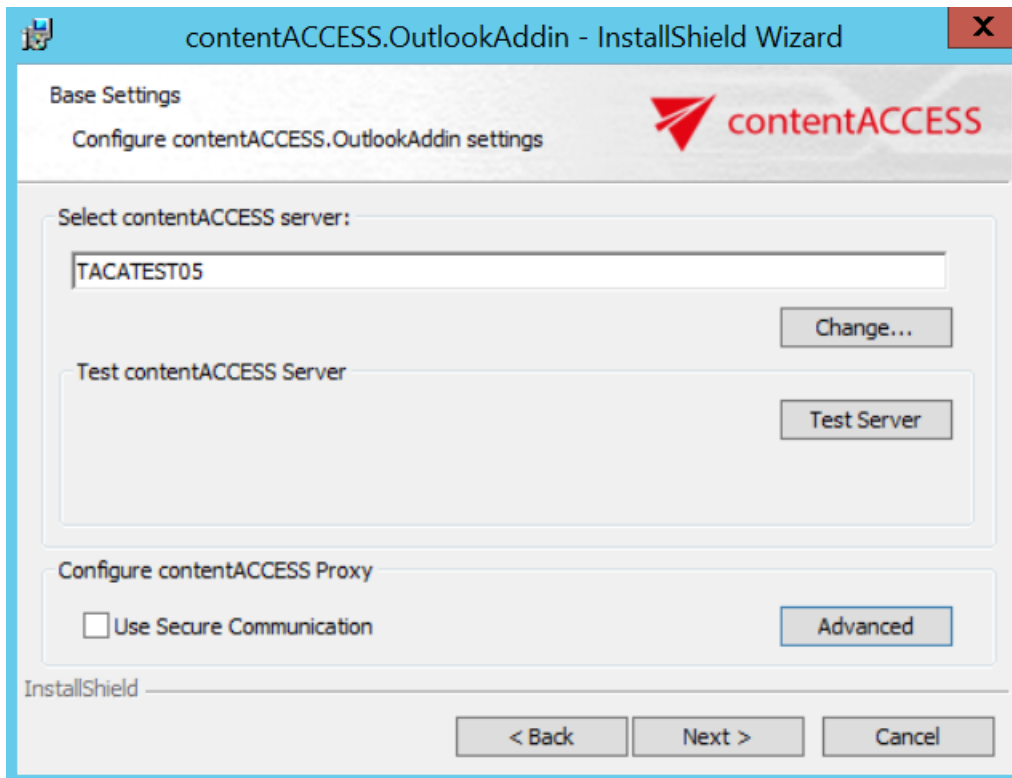 contentACCESS.OutlookAddin - InstallShield Wizard
X
Base Settings
Configure contentACCESS.OutlookAddin settings
contentACCESS
Select contentACCESS server:
TACATEST05
Change...
Test contentACCESS Server
Test Server
Configure contentACCESS Proxy
Use Secure Communication
Advanced
InstallShield
< Back
Next >
Cancel